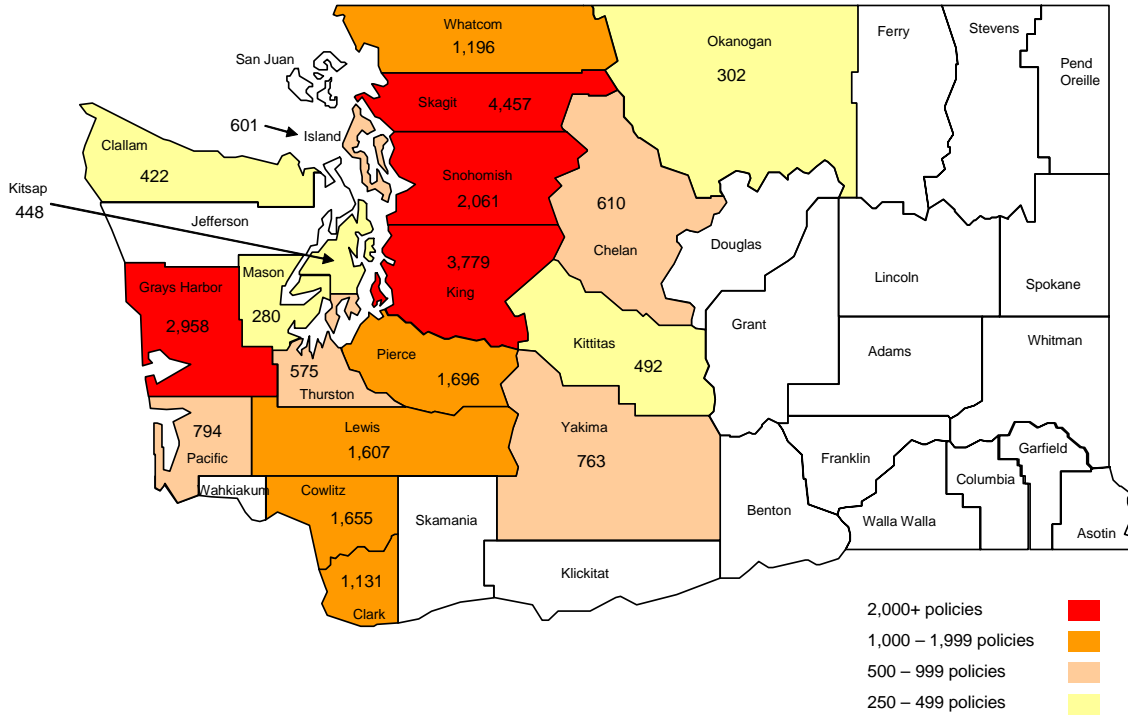 Whatcom
1,196
San Juan
Skagit 4,457
Okanogan
302
Ferry
Stevens
Pend
Oreille
601
Island
Clallam
422
Kitsap
448
Jefferson
Snohomish
2,061
610
Chelan
Douglas
Lincoln
Spokane
Grays Harbor
2,958
Mason
280
3,779
King
Kittitas
492
Grant
Adams
Whitman
Pierce
1,696
575
Thurston
794
Pacific
Lewis
1,607
Yakima
763
Franklin
Columbia
Garfield
Wahkiakum
Cowlitz
1,655
Skamania
Benton
Walla Walla
Asotin
1,131
Clark
Klickitat
2,000+ policies
1,000 – 1,999 policies
500 – 999 policies
250 – 499 policies